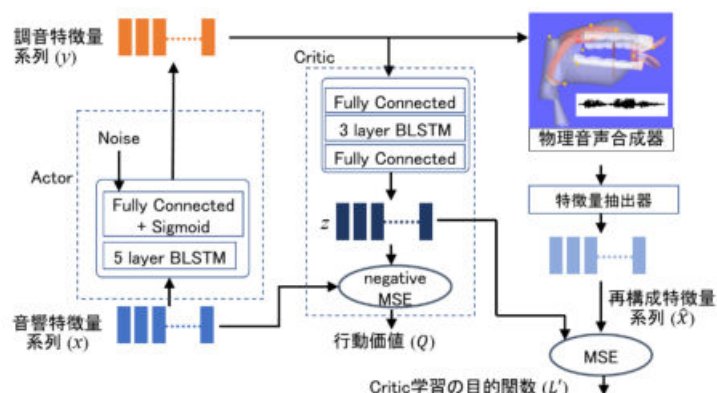 調音特徴量
系列 (y)
Critic
Fully Connected
3 layer BLSTM
Fully Connected
物理音声合成器
Noise
Actor
Fully Connected
+ Sigmoid
5 layer BLSTM
特徴量抽出器
z
negative
MSE
音響特徴量
系列 (x)
再構成特徴量
系列 (x̂)
行動価値 (Q)
MSE
Critic学習の目的関数 (L')